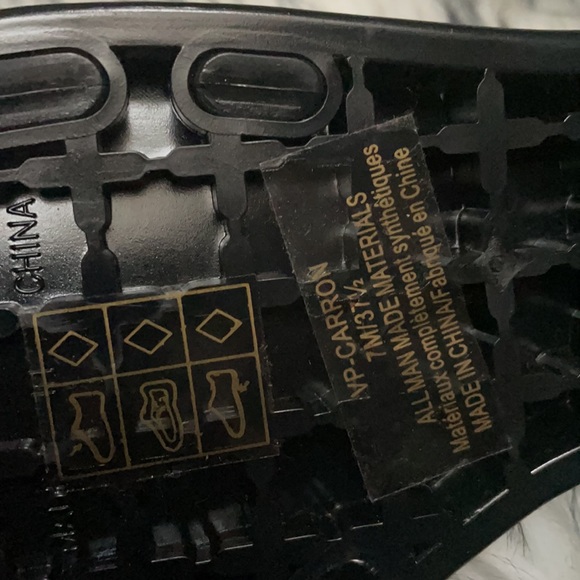 CHINA
VP-CARRON
7M/37½
ALL MAN MADE MATERIALS
Matériaux complètement synthétiques
MADE IN CHINA/Fabriqué en Chine